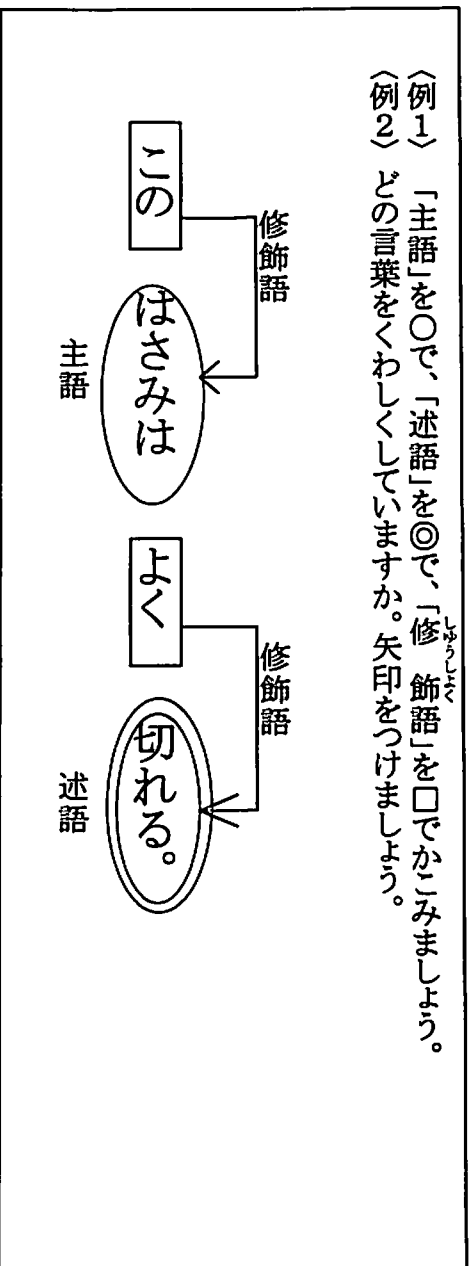 〈例1〉 「主語」を○で、「述語」を◎で、「修飾語」を□でかこみましょう。
しゅうしょく
〈例2〉 どの言葉をくわしくしていますか。矢印をつけましょう。
修飾語
修飾語
この はさみは よく 切れる。
主語
述語